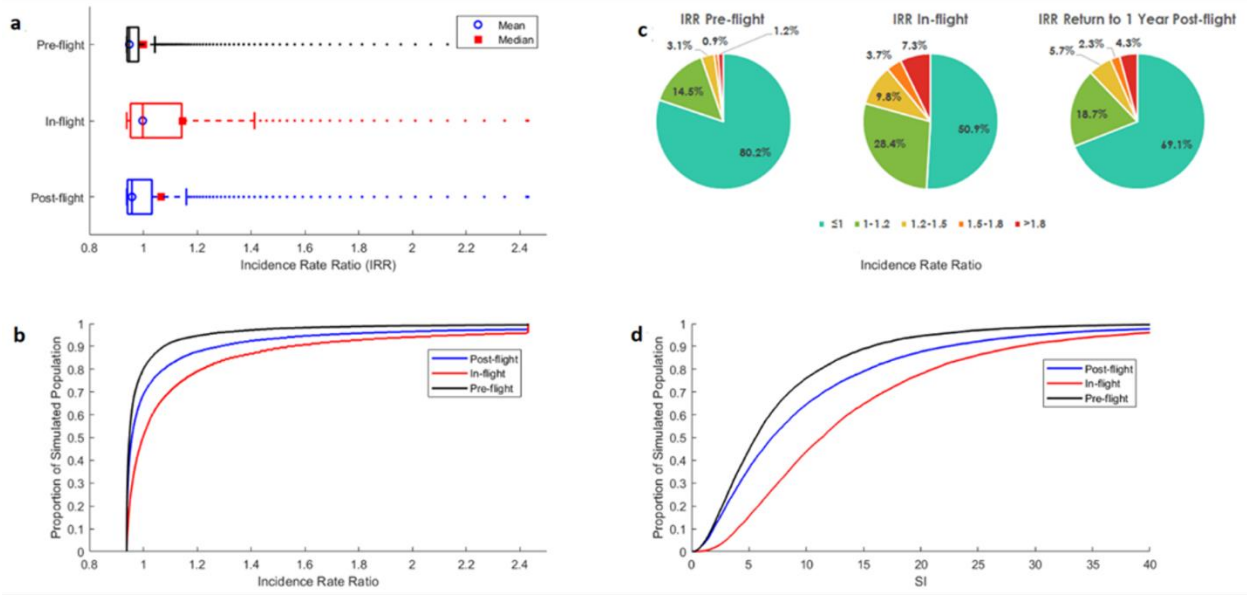 a
Mean
Median
Pre-flight
In-flight
Post-flight
0.8 1 1.2 1.4 1.6 1.8 2 2.2 2.4
Incidence Rate Ratio (IRR)
c
IRR Pre-flight
3.1% 0.9% 1.2%
14.5%
80.2%
IRR In-flight
3.7% 7.3%
9.8%
28.4%
50.9%
IRR Return to 1 Year Post-flight
5.7% 2.3% 4.3%
18.7%
69.1%
≤1 1-1.2 1.2-1.5 1.5-1.8 >1.8
Incidence Rate Ratio
b
Proportion of Simulated Population
1
0.9
0.8
0.7
0.6
0.5
0.4
0.3
0.2
0.1
0
Post-flight
In-flight
Pre-flight
0.8 1 1.2 1.4 1.6 1.8 2 2.2 2.4
Incidence Rate Ratio
d
Proportion of Simulated Population
1
0.9
0.8
0.7
0.6
0.5
0.4
0.3
0.2
0.1
0
Post-flight
In-flight
Pre-flight
0 5 10 15 20 25 30 35 40
SI